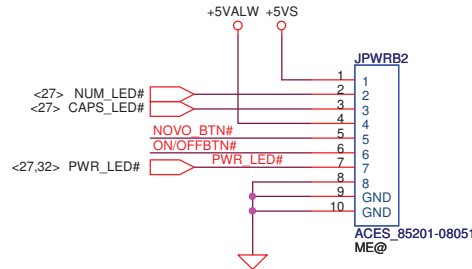 +5VALW +5VS
JPWRB2
1 1
<27> NUM_LED# 2 2
<27> CAPS_LED# 3 3
4 4
NOVO_BTN# 5 5
ON/OFFBTN# 6 6
<27,32> PWR_LED# PWR_LED# 7 7
8 8
9 GND
10 GND
ACES_85201-08051
ME@